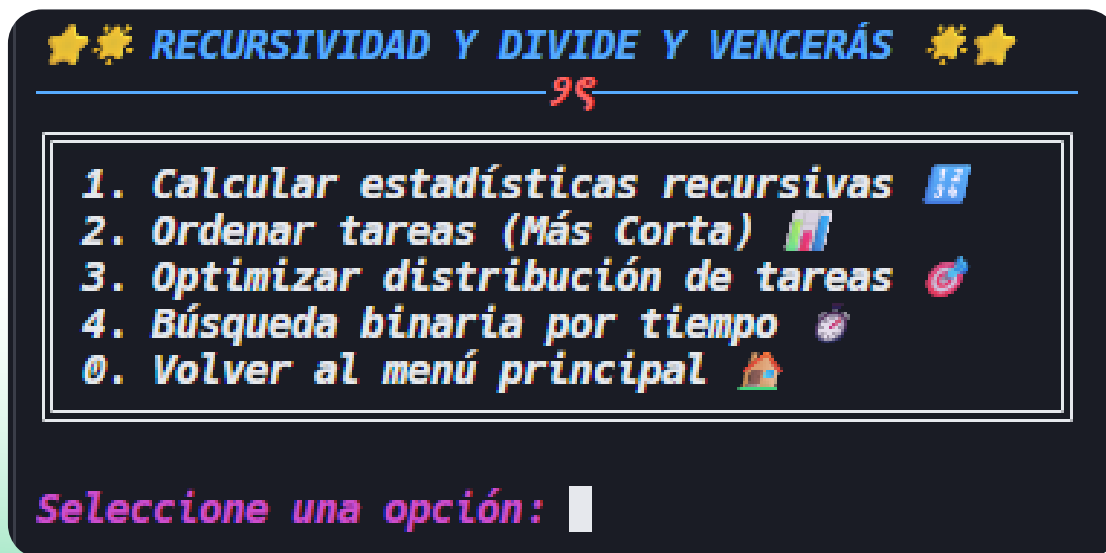 ⭐🌟 RECURSIVIDAD Y DIVIDE Y VENCERÁS 🌟⭐
୨୧
1. Calcular estadísticas recursivas 🔢
2. Ordenar tareas (Más Corta) 📊
3. Optimizar distribución de tareas 🎯
4. Búsqueda binaria por tiempo ⏱
0. Volver al menú principal 🏠
Seleccione una opción: